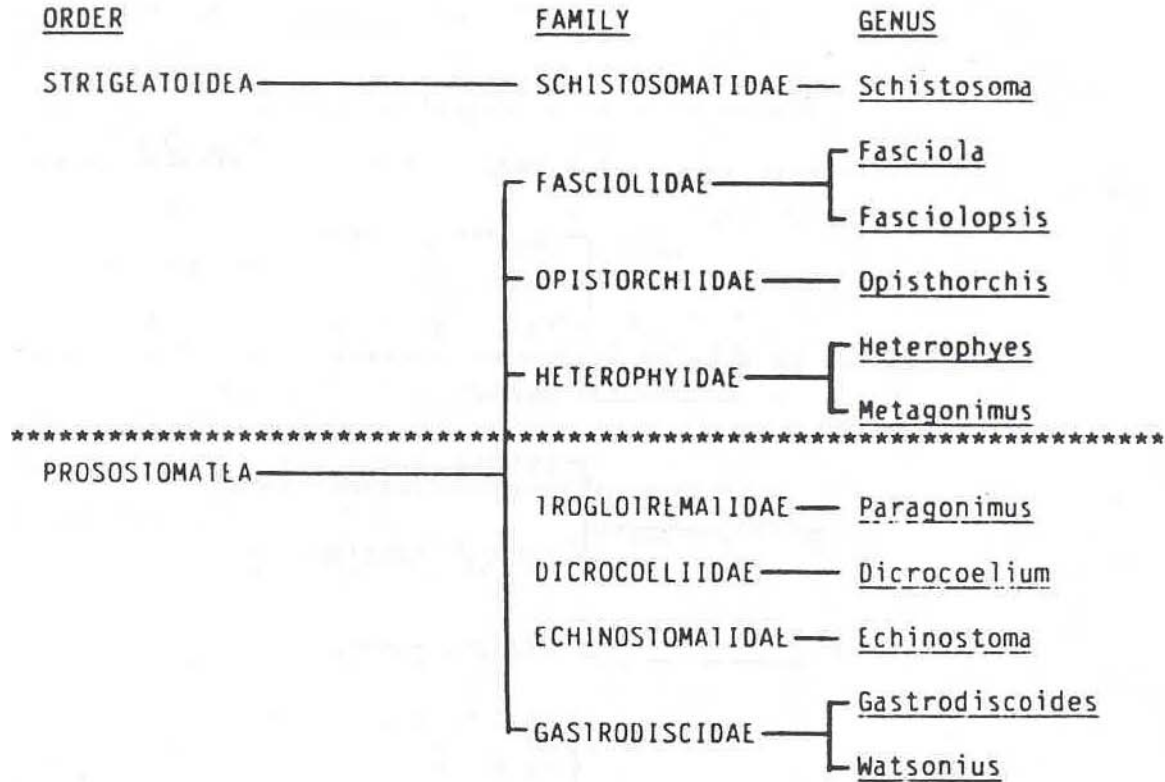 ORDER FAMILY GENUS
STRIGEATOIDEA SCHISTOSOMATIDAE Schistosoma
Fasciola
FASCIOLIDAE
Fasciolopsis
OPISTORCHIIDAE Opisthorchis
Heterophyes
HETEROPHYIDAE
Metagonimus
************************************************************************
PROSOSTOMATEA
TROGLOTREMATIDAE Paragonimus
DICROCOELIIDAE Dicrocoelium
ECHINOSTOMATIDAE Echinostoma
Gastrodiscoides
GASTRODISCIDAE
Watsonius